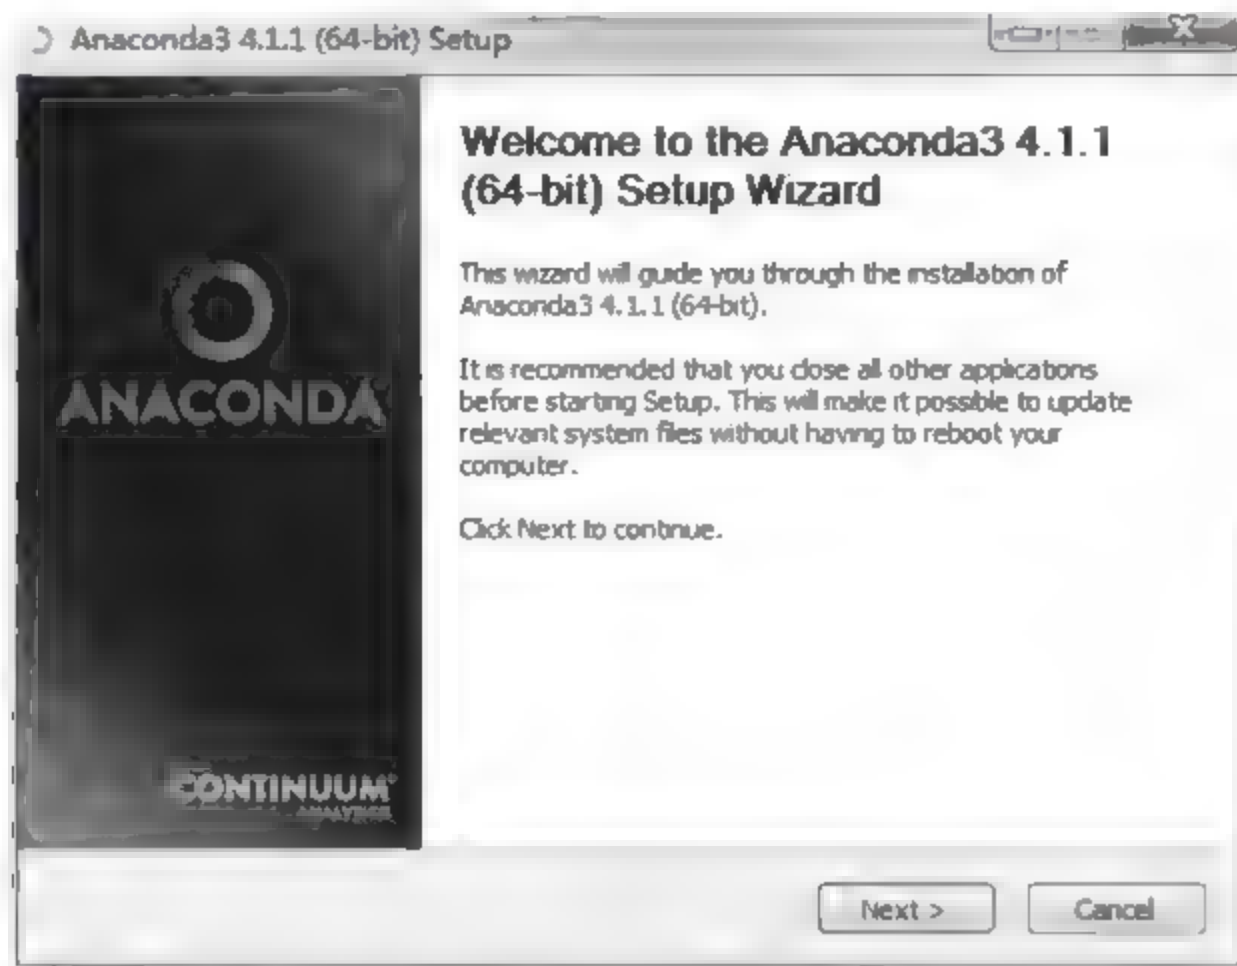 Anaconda3 4.1.1 (64-bit) Setup
Welcome to the Anaconda3 4.1.1
(64-bit) Setup Wizard
This wizard will guide you through the installation of
Anaconda3 4.1.1 (64-bit).
It is recommended that you close all other applications
before starting Setup. This will make it possible to update
relevant system files without having to reboot your
computer.
Click Next to continue.
ANACONDA
CONTINUUM
ANALYTICS
Next >
Cancel